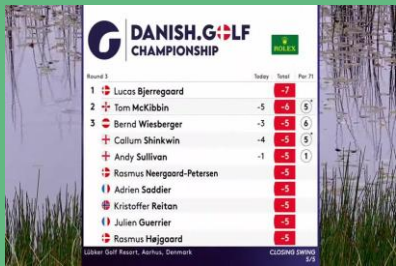 DANISH.GOLF
CHAMPIONSHIP
ROLEX
Round 3 Today Total Par 71
1 Lucas Bjerregaard -7
2 Tom McKibbin -5 -6 5*
3 Bernd Wiesberger -3 -5 6
Callum Shinkwin -4 -5 5*
Andy Sullivan -1 -5 1
Rasmus Neergaard-Petersen -5
Adrien Saddier -5
Kristoffer Reitan -5
Julien Guerrier -5
Rasmus Højgaard -5
Lübker Golf Resort, Aarhus, Denmark CLOSING SWING
5/5